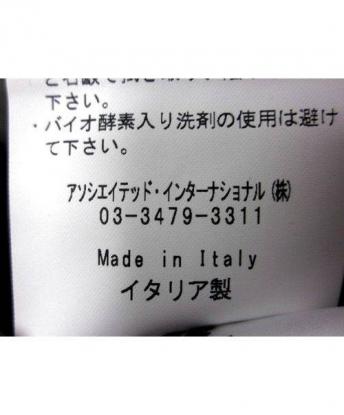 下さい。
・バイオ酵素入り洗剤の使用は避け
て下さい。
アソシエイテッド・インターナショナル(株)
03-3479-3311
Made in Italy
イタリア製